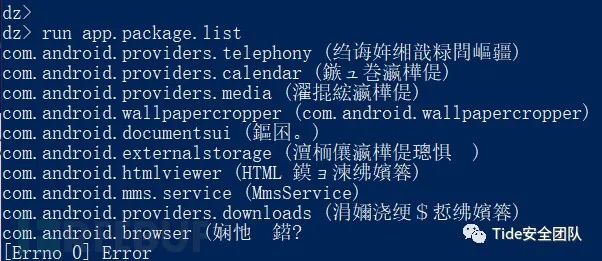 dz>
dz> run app.package.list
com.android.providers.telephony (绉诲姩缃戠粶閰嶇疆)
com.android.providers.calendar (鏃ュ巻瀛樺偍)
com.android.providers.media (濯掍綋瀛樺偍)
com.android.wallpapercropper (com.android.wallpapercropper)
com.android.documentsui (鏂囨。)
com.android.externalstorage (澶栭儴瀛樺偍璁惧  )
com.android.htmlviewer (HTML 鏌ョ湅绋嬪簭)
com.android.mms.service (MmsService)
com.android.providers.downloads (涓嬭浇绠＄悊绋嬪簭)
com.android.browser (娴忚  鍣?
[Errno 0] Error
Tide安全团队